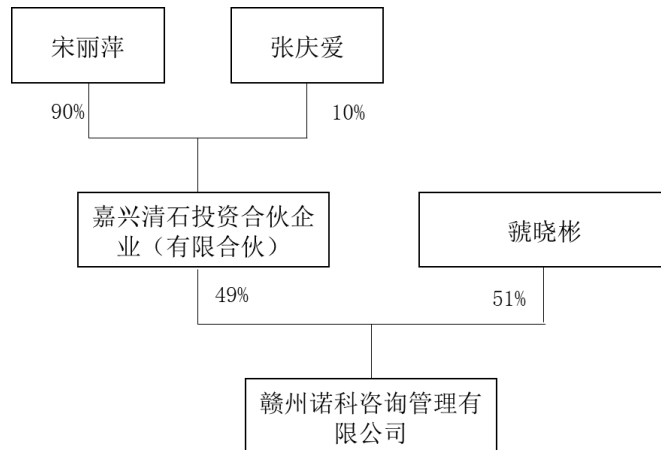 宋丽萍
张庆爱
90%
10%
嘉兴清石投资合伙企
业（有限合伙）
虢晓彬
49%
51%
赣州诺科咨询管理有
限公司